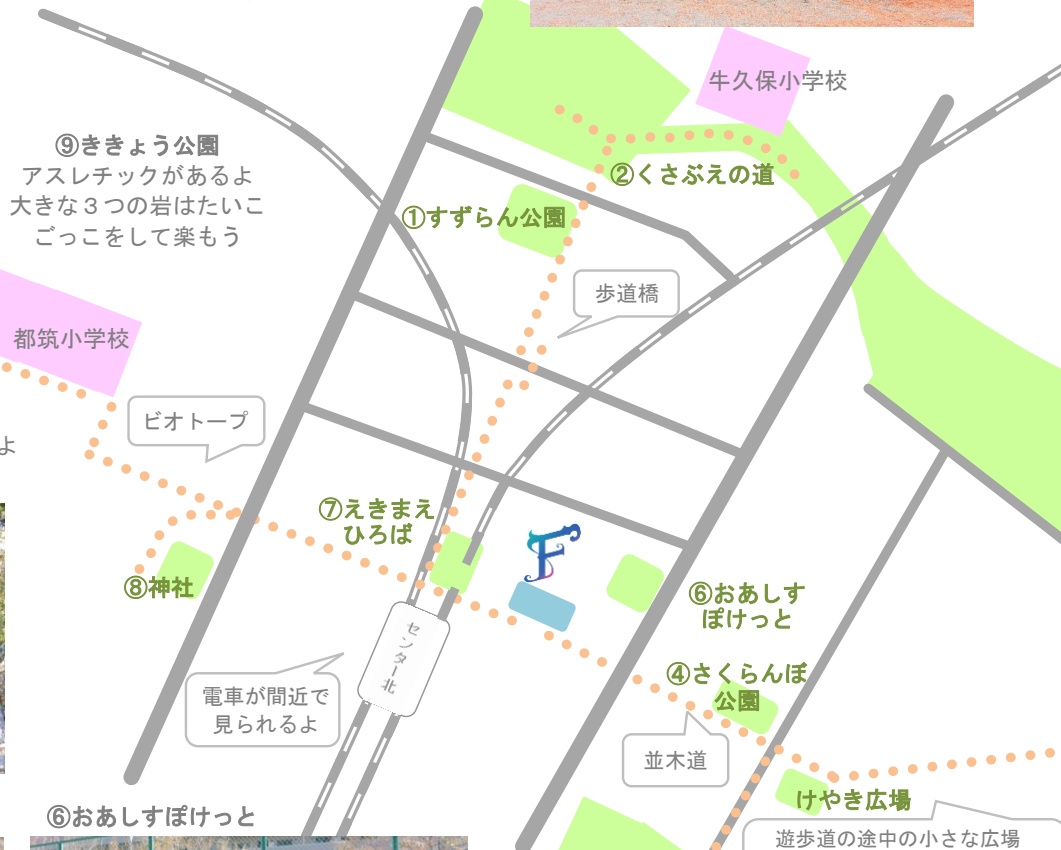 牛久保小学校
⑨ききょう公園
アスレチックがあるよ
大きな３つの岩はたいこ
ごっこをして楽もう
②くさぶえの道
①すずらん公園
歩道橋
都筑小学校
ビオトープ
よ
⑦えきまえ
ひろば
F
⑧神社
⑥おあしす
ぽけっと
センター北
④さくらんぼ
公園
電車が間近で
見られるよ
並木道
けやき広場
⑥おあしすぽけっと
遊歩道の途中の小さな広場